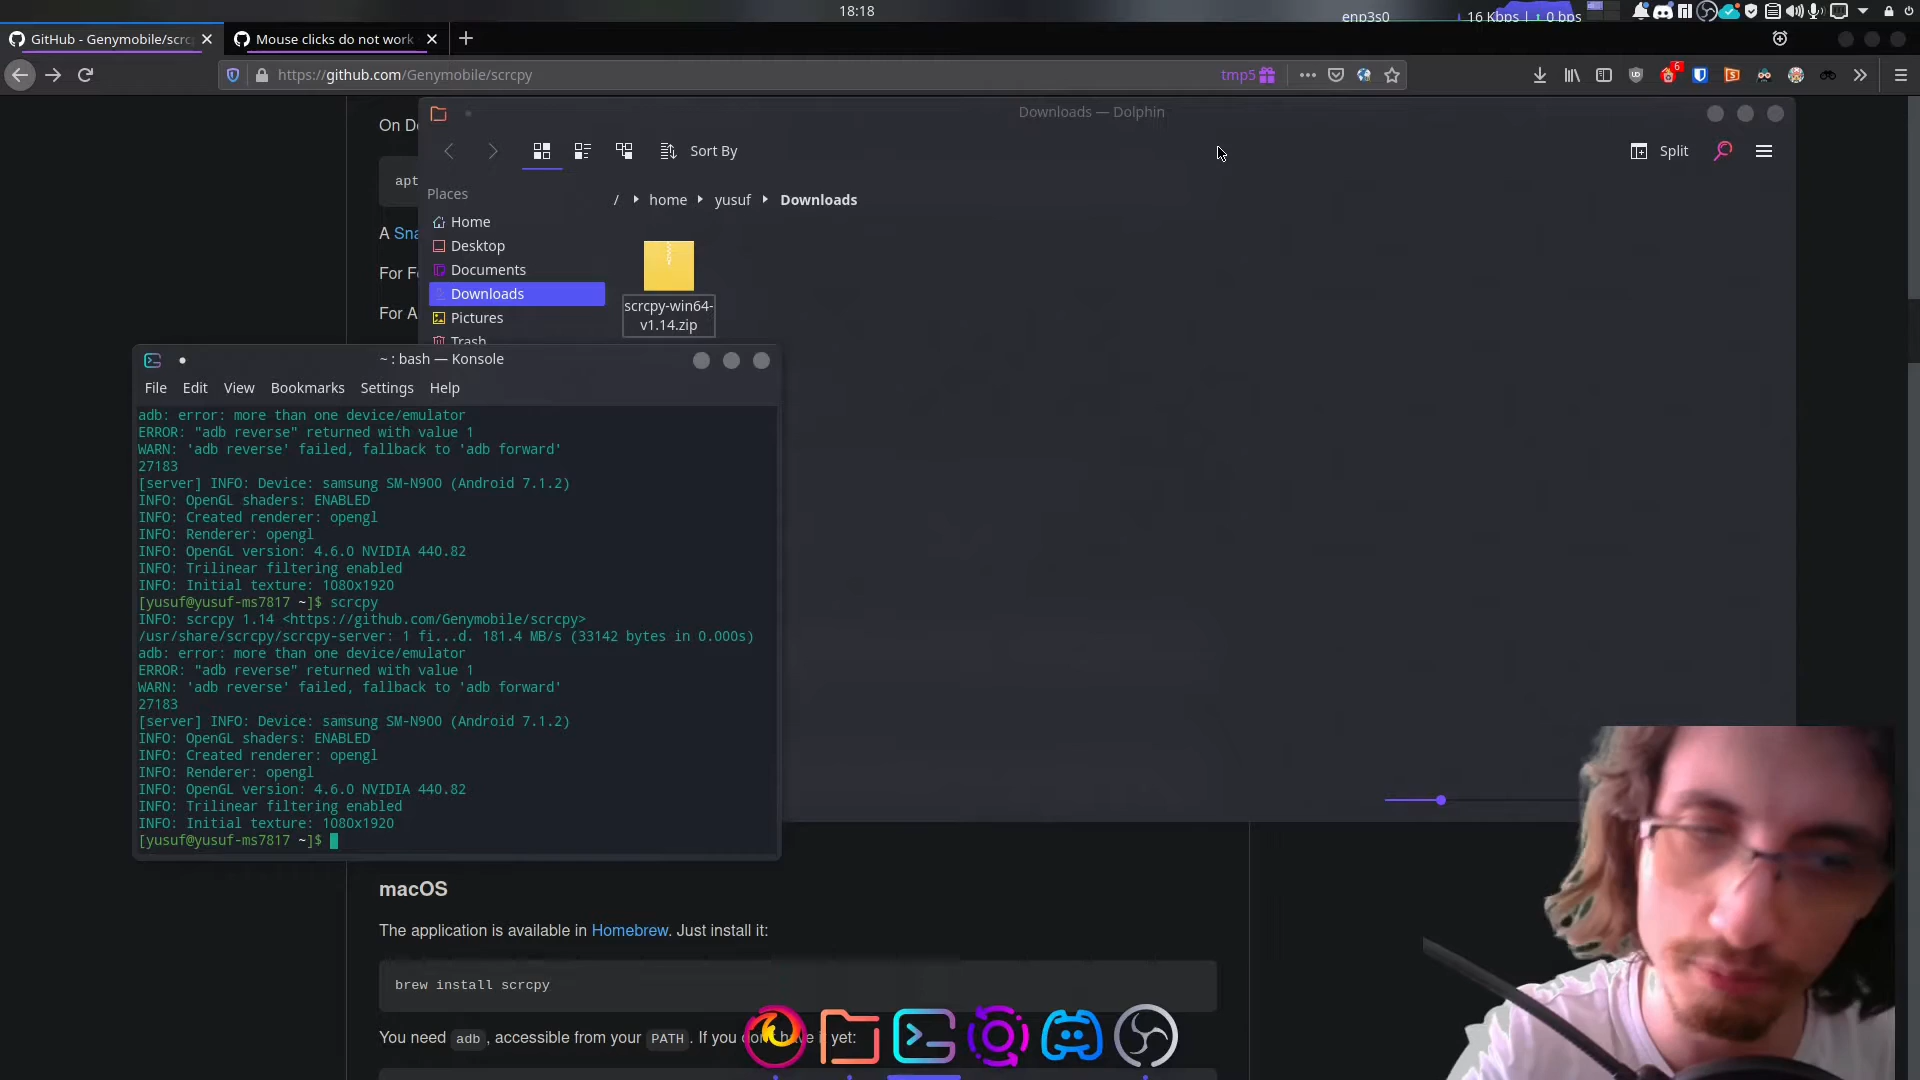 18:18
enp3s0
16 Kbps
0 bps
GitHub - Genymobile/scrc
Mouse clicks do not work
https://github.com/Genymobile/scrcpy
tmp5
6
On De
apt
A Sna
For Fe
For A
Downloads — Dolphin
Sort By
Split
Places
/ home yusuf Downloads
Home
Desktop
Documents
Downloads
Pictures
Trash
scrcpy-win64-
v1.14.zip
~ : bash — Konsole
File Edit View Bookmarks Settings Help
adb: error: more than one device/emulator
ERROR: "adb reverse" returned with value 1
WARN: 'adb reverse' failed, fallback to 'adb forward'
27183
[server] INFO: Device: samsung SM-N900 (Android 7.1.2)
INFO: OpenGL shaders: ENABLED
INFO: Created renderer: opengl
INFO: Renderer: opengl
INFO: OpenGL version: 4.6.0 NVIDIA 440.82
INFO: Trilinear filtering enabled
INFO: Initial texture: 1080x1920
[yusuf@yusuf-ms7817 ~]$ scrcpy
INFO: scrcpy 1.14 <https://github.com/Genymobile/scrcpy>
/usr/share/scrcpy/scrcpy-server: 1 fi...d. 181.4 MB/s (33142 bytes in 0.000s)
adb: error: more than one device/emulator
ERROR: "adb reverse" returned with value 1
WARN: 'adb reverse' failed, fallback to 'adb forward'
27183
[server] INFO: Device: samsung SM-N900 (Android 7.1.2)
INFO: OpenGL shaders: ENABLED
INFO: Created renderer: opengl
INFO: Renderer: opengl
INFO: OpenGL version: 4.6.0 NVIDIA 440.82
INFO: Trilinear filtering enabled
INFO: Initial texture: 1080x1920
[yusuf@yusuf-ms7817 ~]$
macOS
The application is available in Homebrew. Just install it:
brew install scrcpy
You need adb, accessible from your PATH. If you don't have it yet: